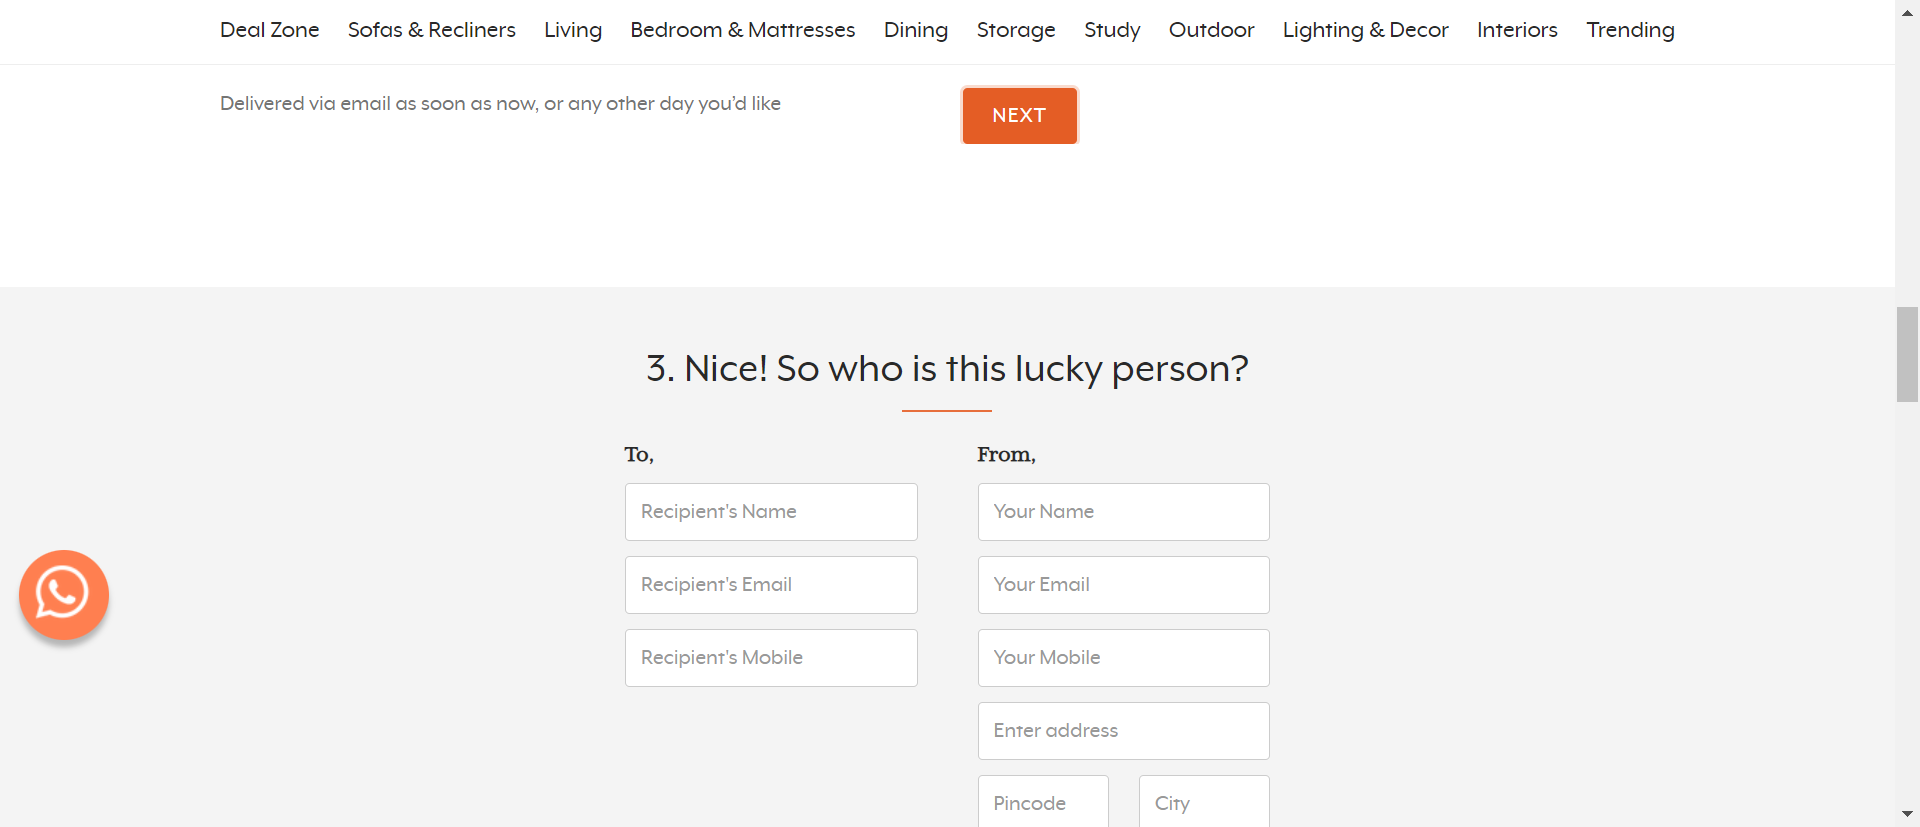 Deal Zone Sofas & Recliners Living Bedroom & Mattresses Dining Storage Study Outdoor Lighting & Decor Interiors Trending
Delivered via email as soon as now, or any other day you’d like
NEXT
3. Nice! So who is this lucky person?
To,
Recipient's Name
Recipient's Email
Recipient's Mobile
From,
Your Name
Your Email
Your Mobile
Enter address
Pincode City